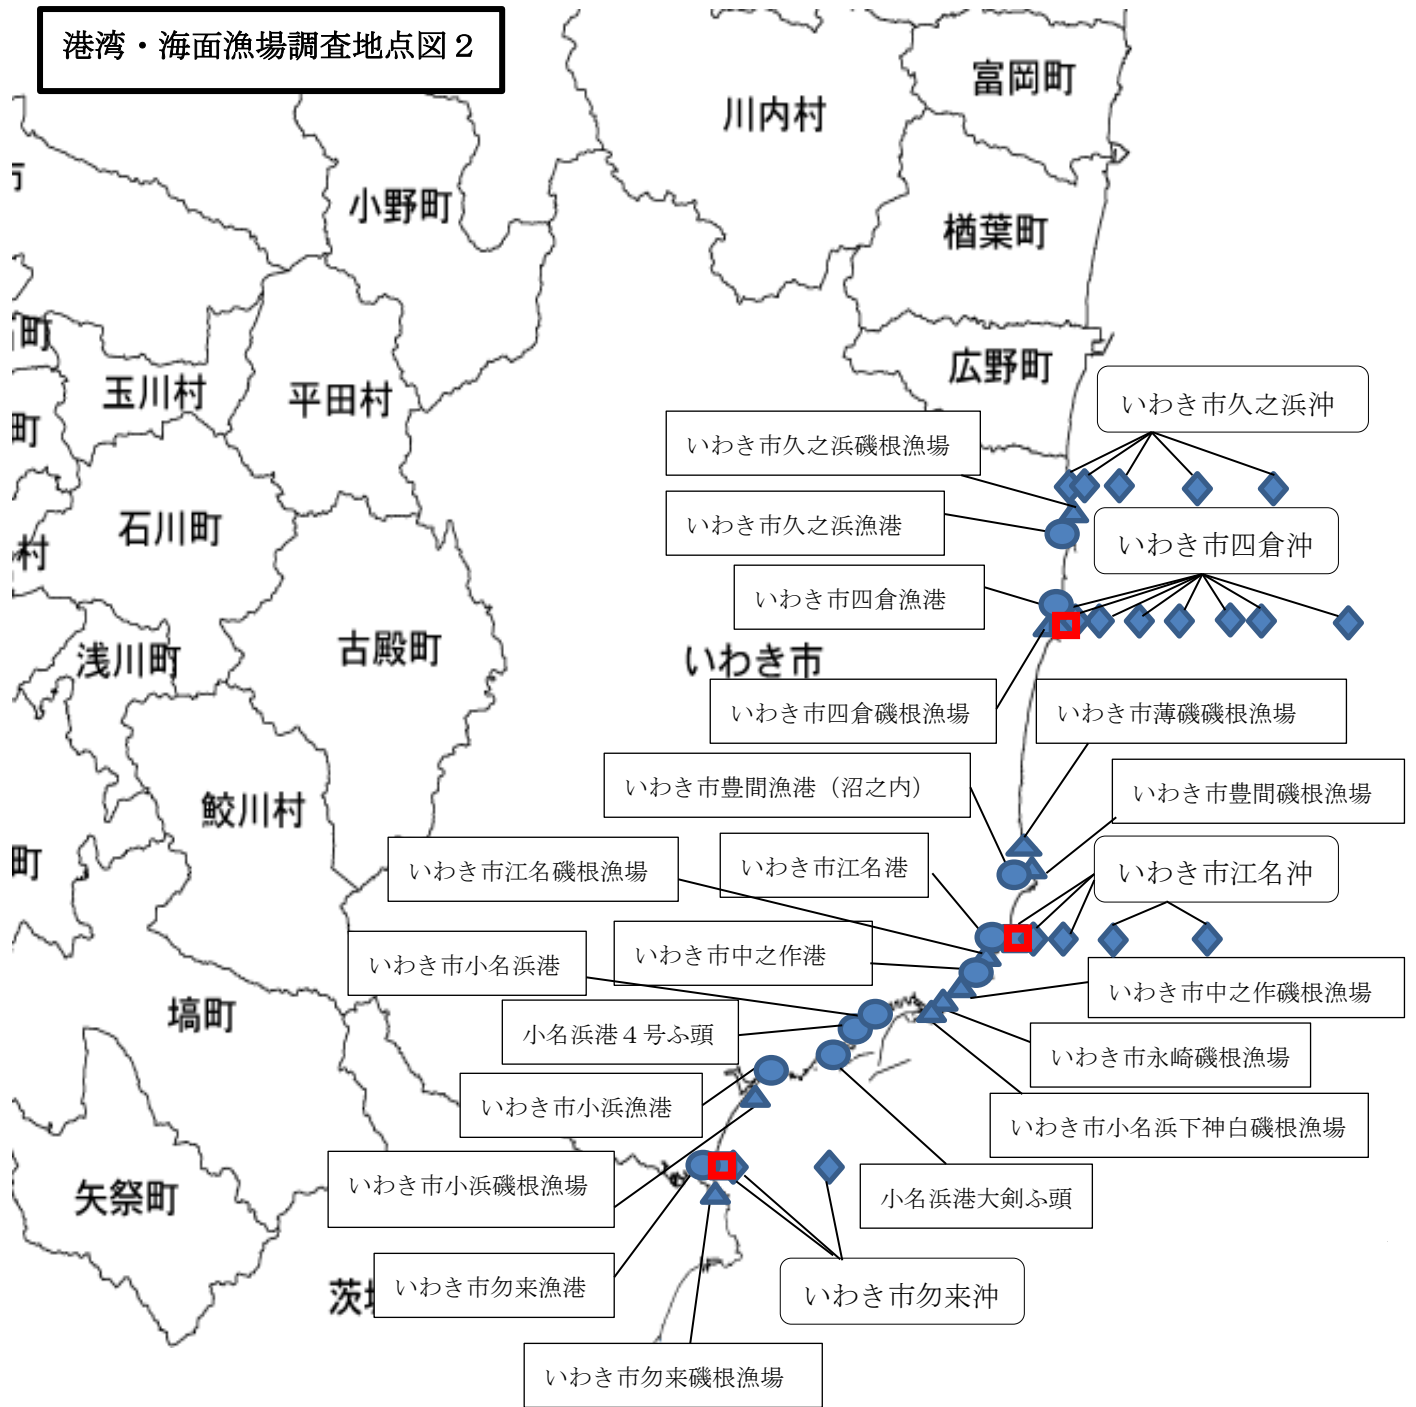 港湾・海面漁場調査地点図２
富岡町
川内村
小野町
楢葉町
町
広野町
玉川村
平田村
いわき市久之浜沖
町
いわき市久之浜磯根漁場
石川町
いわき市久之浜漁港
いわき市四倉沖
村
いわき市四倉漁港
古殿町
浅川町
いわき市
いわき市四倉磯根漁場
いわき市薄磯磯根漁場
いわき市豊間漁港（沼之内）
いわき市豊間磯根漁場
鮫川村
町
いわき市江名磯根漁場
いわき市江名港
いわき市江名沖
いわき市小名浜港
いわき市中之作港
いわき市中之作磯根漁場
塙町
小名浜港４号ふ頭
いわき市永崎磯根漁場
いわき市小浜漁港
いわき市小名浜下神白磯根漁場
いわき市小浜磯根漁場
矢祭町
小名浜港大剣ふ頭
いわき市勿来漁港
いわき市勿来沖
茨
いわき市勿来磯根漁場